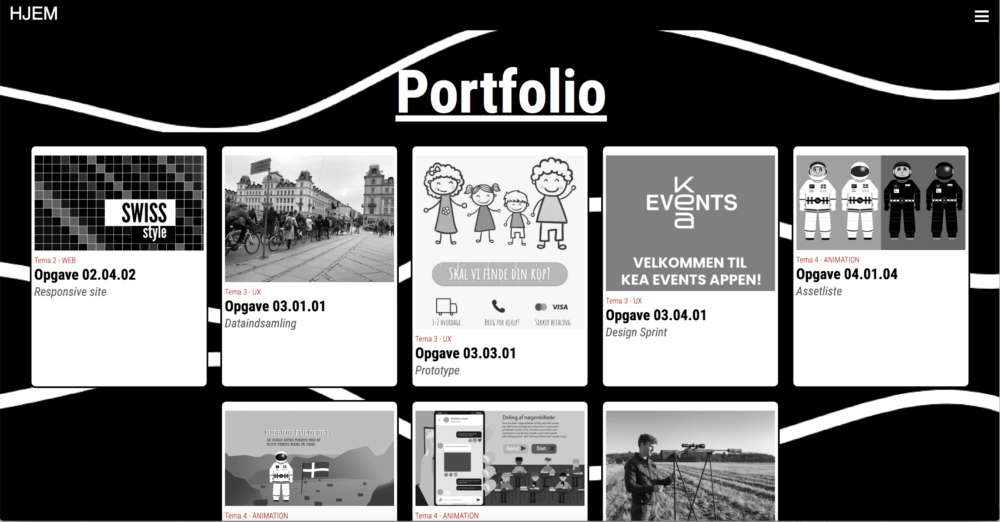 HJEM
Portfolio
SWISS
style
Tema 2 - WEB
Opgave 02.04.02
Responsive site
Tema 3 - UX
Opgave 03.01.01
Dataindsamling
SKAL VI FINDE DIN KOP?
VISA
1-2 HVERDAGE
BRUG FOR HJÆLP?
SIKKER BETALING
Tema 3 - UX
Opgave 03.03.01
Prototype
K
EVeNTS
a
VELKOMMEN TIL
KEA EVENTS APPEN!
Tema 3 - UX
Opgave 03.04.01
Design Sprint
Tema 4 - ANIMATION
Opgave 04.01.04
Assetliste
MISSION FULDFØRT!
DU HJALP ASTRO MOGENS MED AT
BLIVE FØRSTE MAND PÅ MARS
Tema 4 - ANIMATION
Matilde Larsen
Active now
Deling af nøgenbillede
Hvis du deler nøgenbilleder af dig selv eller andre
kan det have alvorlige konsekvenser. Er personen
på billedet under 15 år, vil retten anse dette som
børneporno og det kan straffes med store bøder
eller fængselstraf. Spil "Delings Dilemmaet" og lær mere.
Send
Slet
Skriv en besked her
Tema 4 - ANIMATION